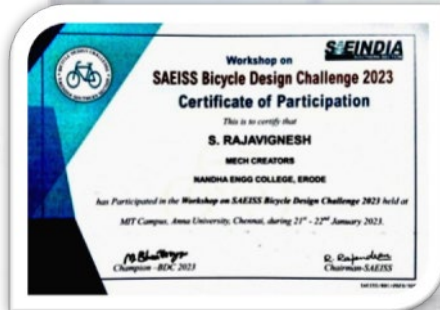 SAEINDIA
Workshop on
SAEISS Bicycle Design Challenge 2023
Certificate of Participation
This is to certify that
S. RAJAVIGNESH
MECH CREATORS
NANDHA ENGG COLLEGE, ERODE
has Participated in the Workshop on SAEISS Bicycle Design Challenge 2023 held at
MIT Campus, Anna University, Chennai, during 21st - 22nd January 2023.
Champion -BDC 2023
Chairman-SAEISS